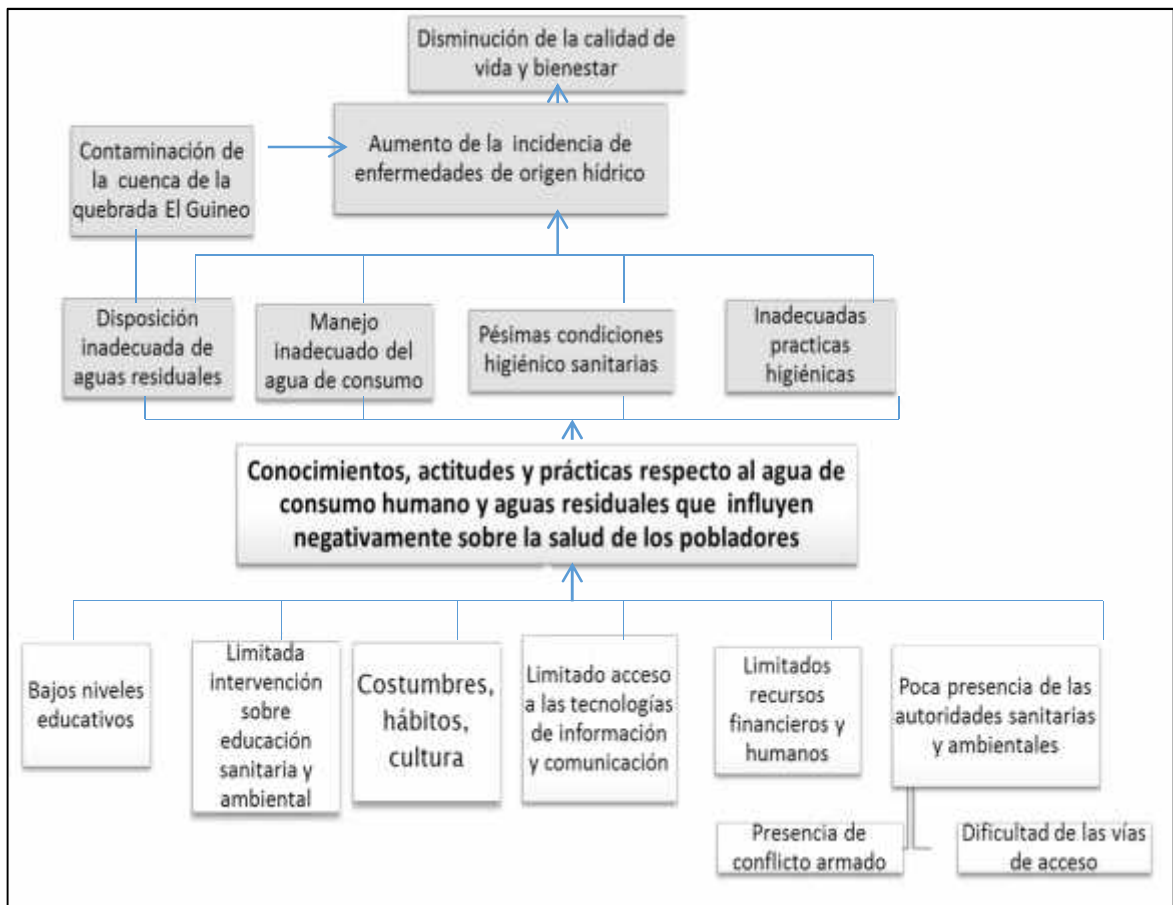 Disminución de la calidad de
vida y bienestar
Aumento de la incidencia de
enfermedades de origen hídrico
Contaminación de
la cuenca de la
quebrada El Guineo
Disposición
inadecuada de
aguas residuales
Manejo
inadecuado del
agua de consumo
Pésimas condiciones
higiénico sanitarias
Inadecuadas
practicas
higiénicas
Conocimientos, actitudes y prácticas respecto al agua de
consumo humano y aguas residuales que influyen
negativamente sobre la salud de los pobladores
Bajos niveles
educativos
Limitada
intervención
sobre
educación
sanitaria y
ambiental
Costumbres,
hábitos,
cultura
Limitado acceso
a las tecnologías
de información
y comunicación
Limitados
recursos
financieros y
humanos
Poca presencia de las
autoridades sanitarias
y ambientales
Presencia de
conflicto armado
Dificultad de las vías
de acceso